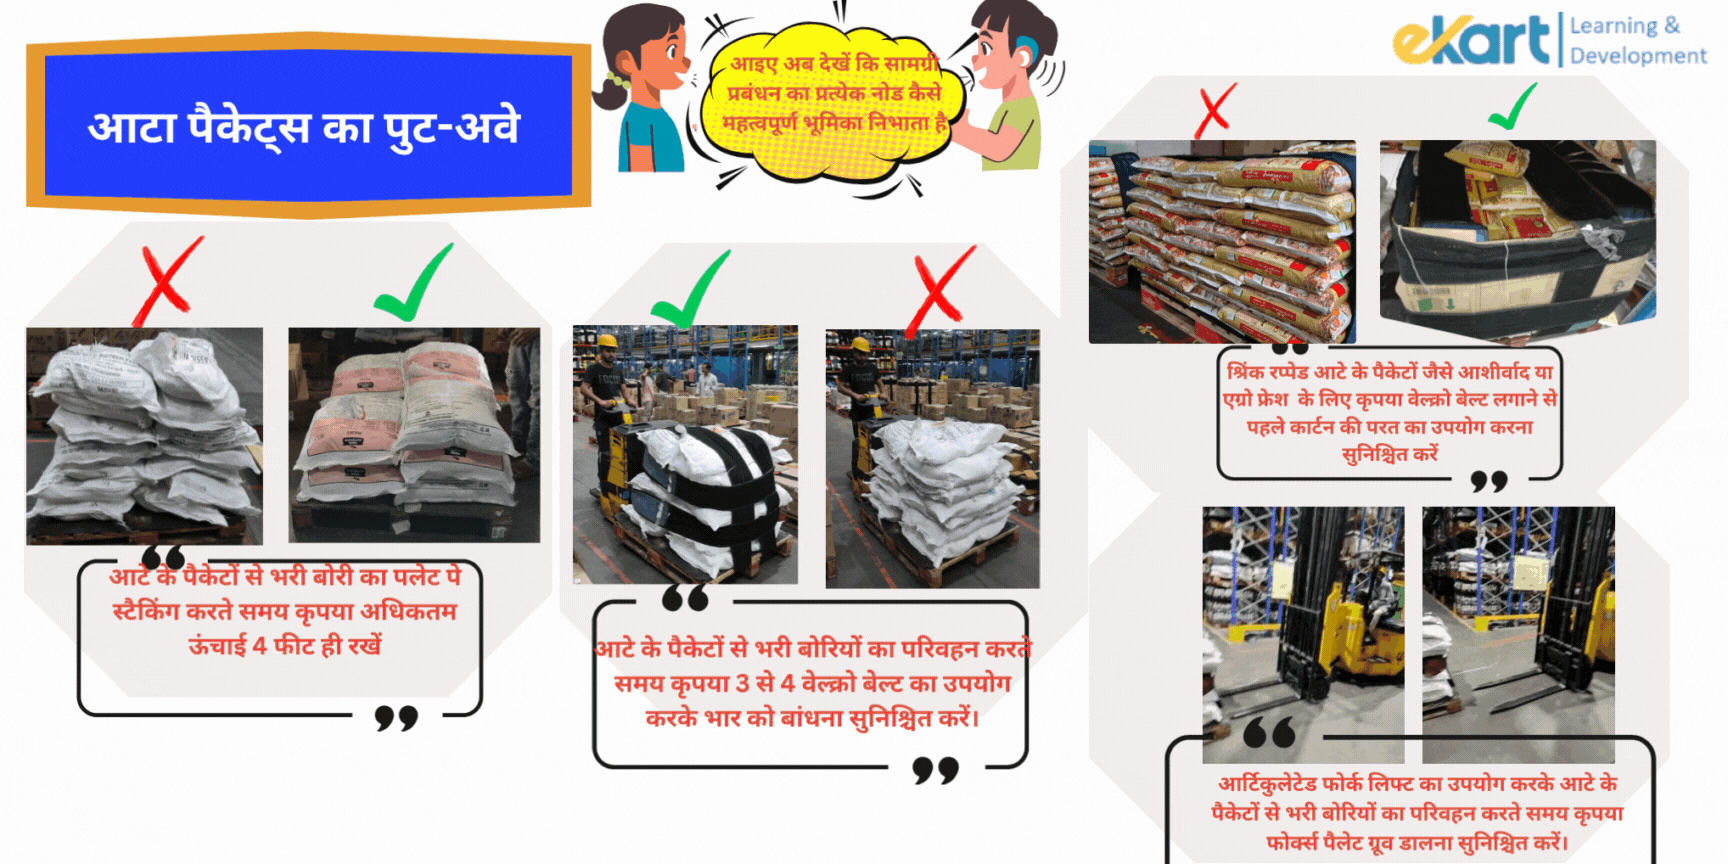 आटा पैकेट्स का पुट-अवे
आइए अब देखें कि सामग्री
प्रबंधन का प्रत्येक नोड कैसे
महत्वपूर्ण भूमिका निभाता है
ekart
Learning &
Development
आटे के पैकेटों से भरी बोरी का पलेट पे
स्टैकिंग करते समय कृपया अधिकतम
ऊंचाई 4 फीट ही रखें
आटे के पैकेटों से भरी बोरियों का परिवहन करते
समय कृपया 3 से 4 वेल्क्रो बेल्ट का उपयोग
करके भार को बांधना सुनिश्चित करें।
श्रिंक रप्पेड आटे के पैकेटों जैसे आशीर्वाद या
एग्रो फ्रेश के लिए कृपया वेल्क्रो बेल्ट लगाने से
पहले कार्टन की परत का उपयोग करना
सुनिश्चित करें
आर्टिकुलेटेड फोर्क लिफ्ट का उपयोग करके आटे के
पैकेटों से भरी बोरियों का परिवहन करते समय कृपया
फोर्क्स पैलेट ग्रूव डालना सुनिश्चित करें।